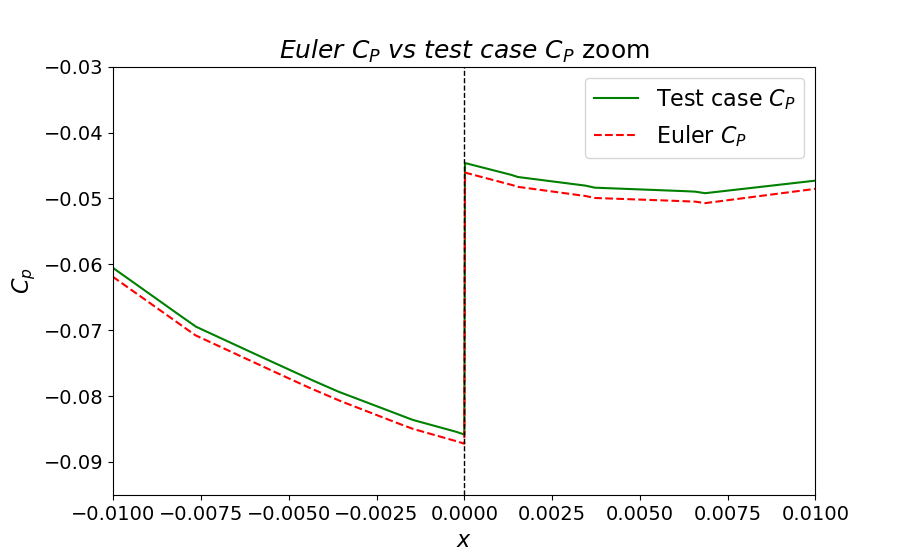 Euler C_P vs test case C_P zoom
−0.03
Test case C_P
−0.04
Euler C_P
−0.05
−0.06
C_p
−0.07
−0.08
−0.09
−0.0100 −0.0075 −0.0050 −0.0025 0.0000 0.0025 0.0050 0.0075 0.0100
x